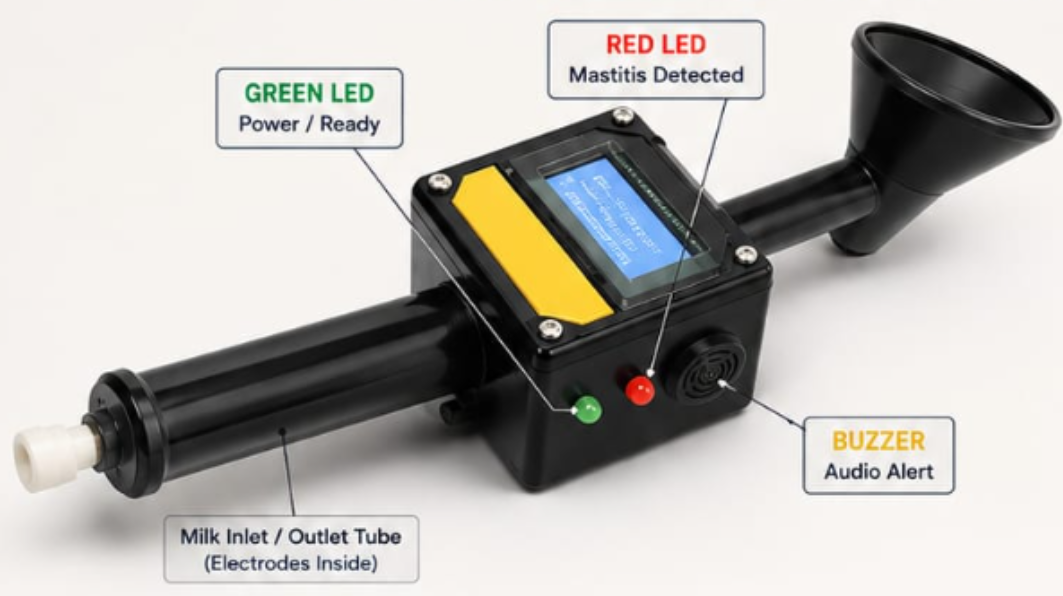 RED LED
Mastitis Detected
GREEN LED
Power / Ready
BUZZER
Audio Alert
Milk Inlet / Outlet Tube
(Electrodes Inside)